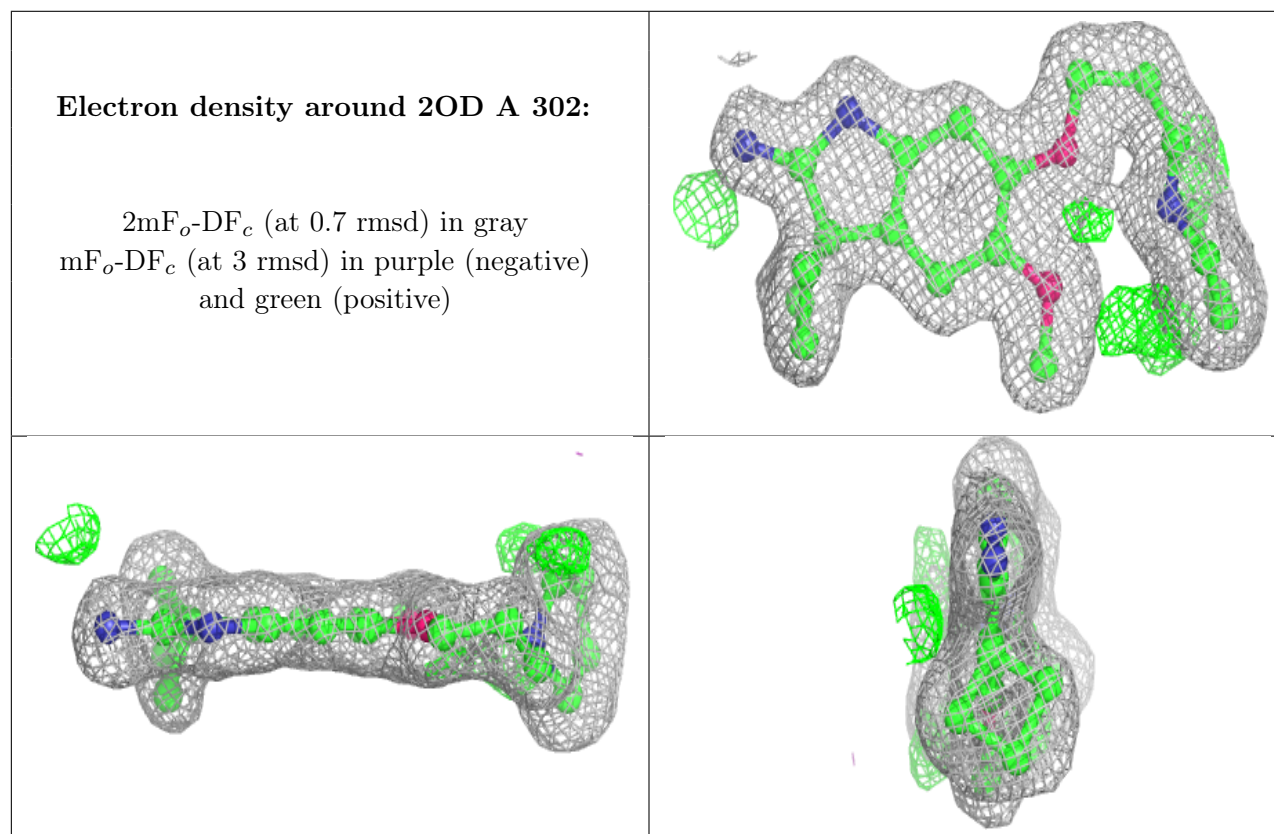 Electron density around 2OD A 302:
2mFo-DFc (at 0.7 rmsd) in gray
mFo-DFc (at 3 rmsd) in purple (negative)
and green (positive)